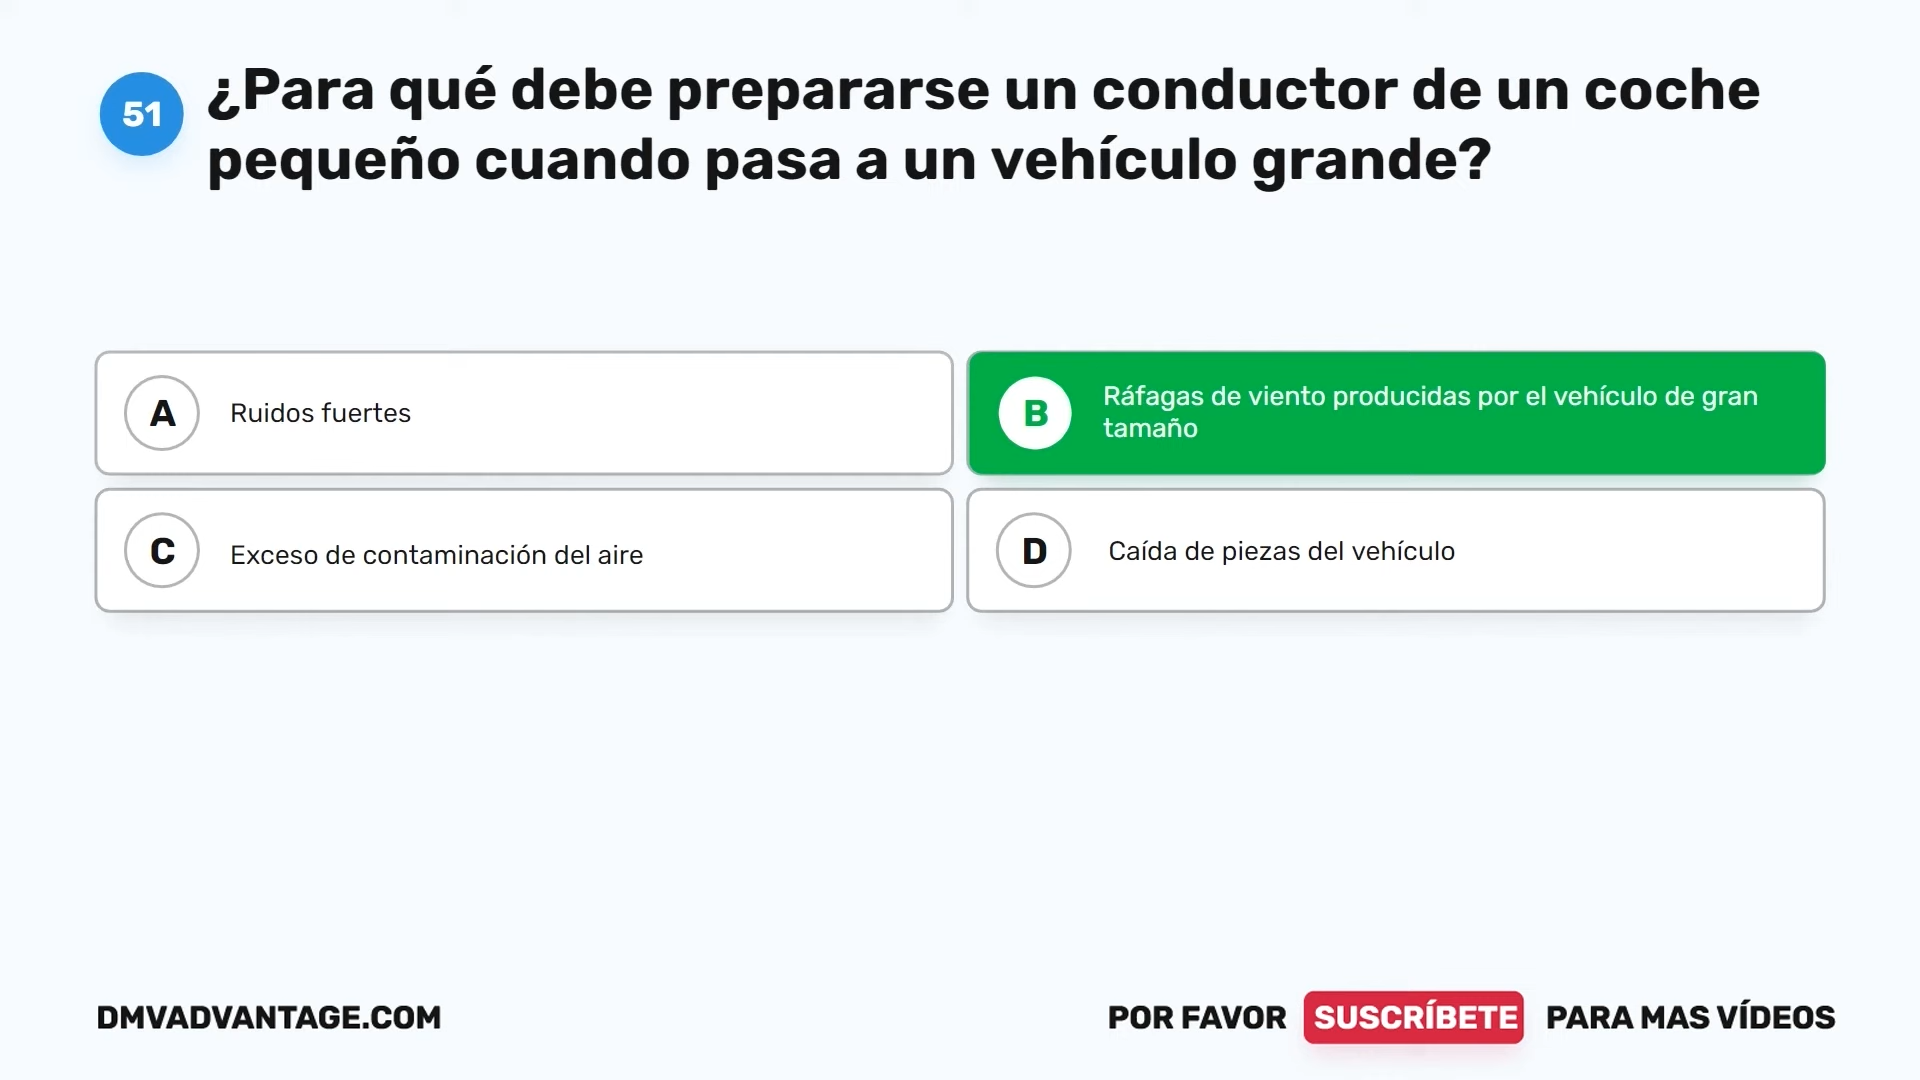 51
¿Para qué debe prepararse un conductor de un coche
pequeño cuando pasa a un vehículo grande?
A
Ruidos fuertes
B
Ráfagas de viento producidas por el vehículo de gran
tamaño
C
Exceso de contaminación del aire
D
Caída de piezas del vehículo
DMVADVANTAGE.COM
POR FAVOR SUSCRÍBETE PARA MAS VÍDEOS